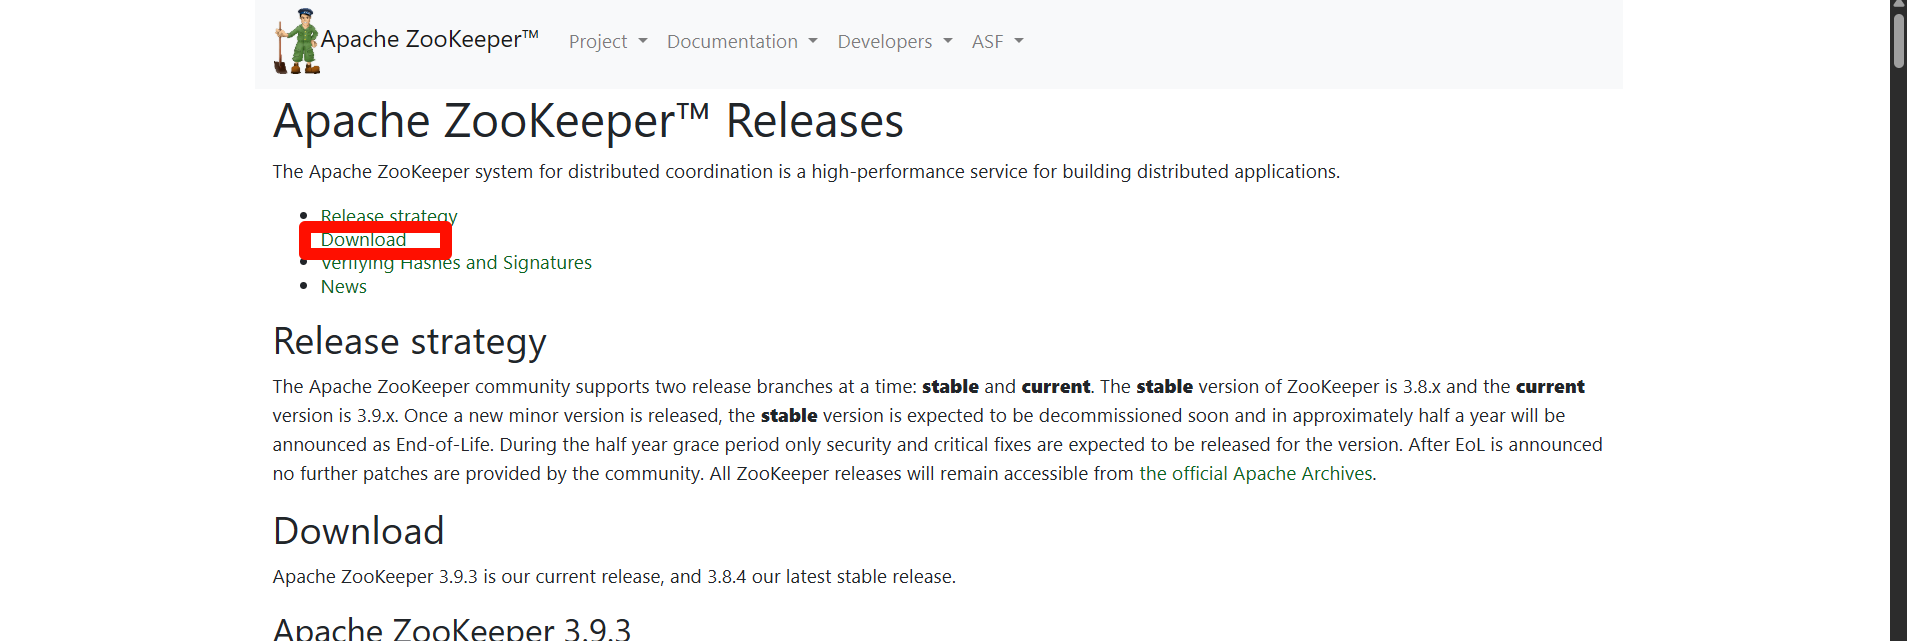 Apache ZooKeeper™ Project Documentation Developers ASF
Apache ZooKeeper™ Releases
The Apache ZooKeeper system for distributed coordination is a high-performance service for building distributed applications.
Release strategy
Download
Verifying Hashes and Signatures
News
Release strategy
The Apache ZooKeeper community supports two release branches at a time: stable and current. The stable version of ZooKeeper is 3.8.x and the current
version is 3.9.x. Once a new minor version is released, the stable version is expected to be decommissioned soon and in approximately half a year will be
announced as End-of-Life. During the half year grace period only security and critical fixes are expected to be released for the version. After EoL is announced
no further patches are provided by the community. All ZooKeeper releases will remain accessible from the official Apache Archives.
Download
Apache ZooKeeper 3.9.3 is our current release, and 3.8.4 our latest stable release.
Apache ZooKeeper 3.9.3